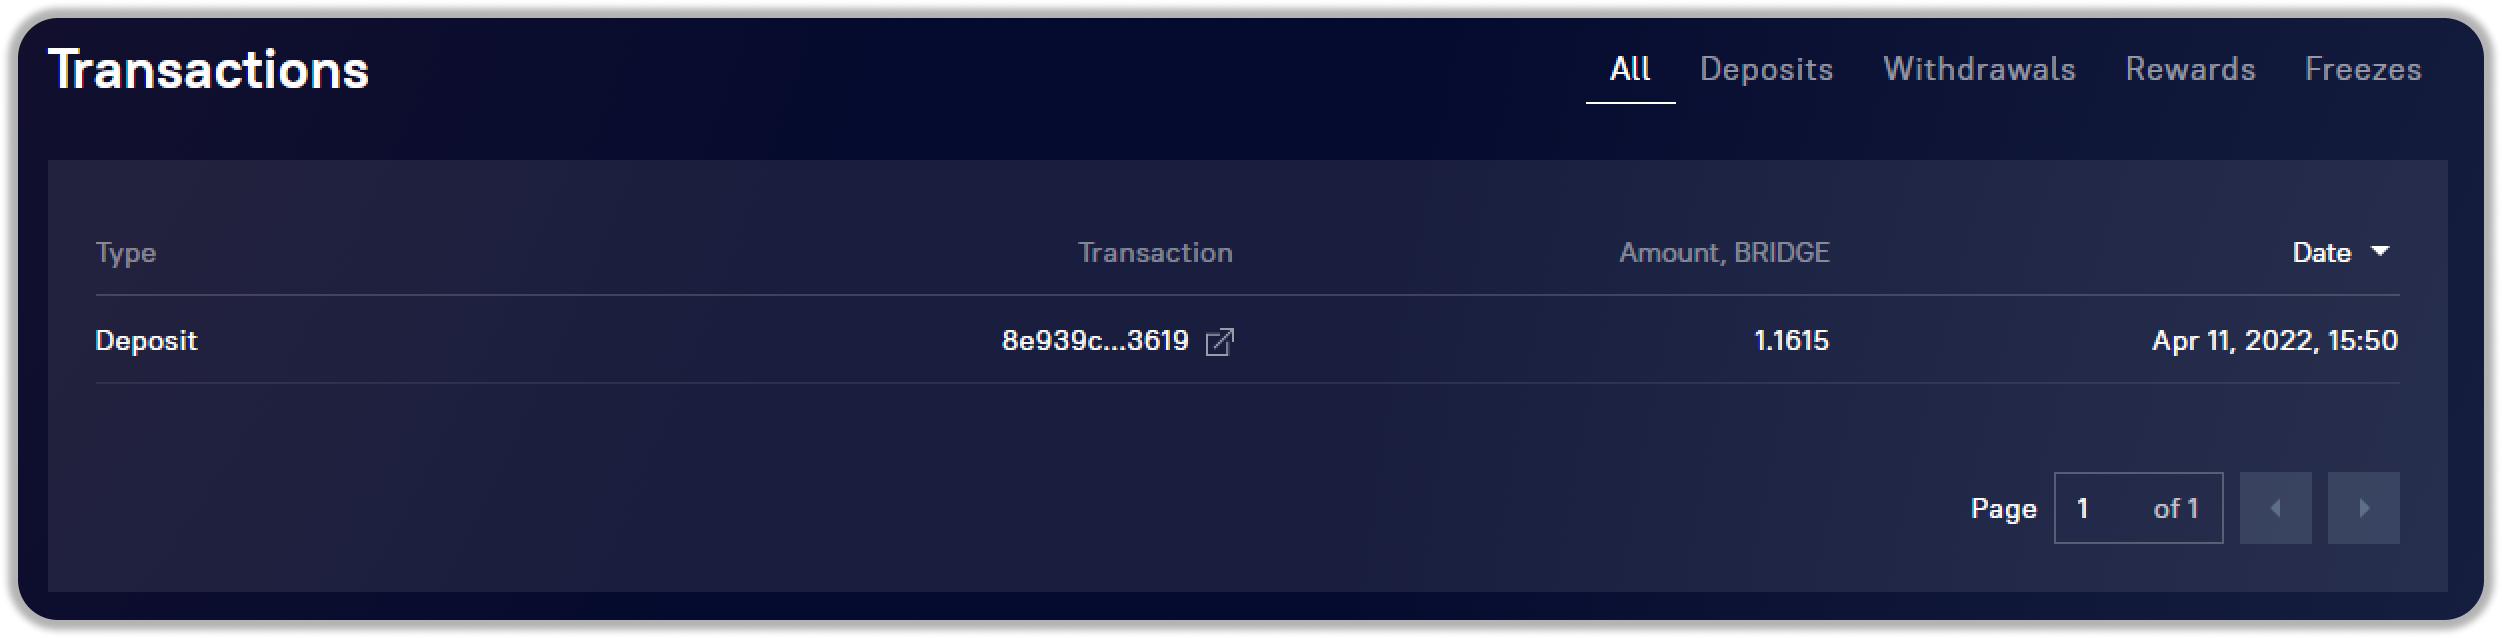 Transactions
All Deposits Withdrawals Rewards Freezes
Type Transaction Amount, BRIDGE Date
Deposit 8e939c...3619 1.1615 Apr 11, 2022, 15:50
Page 1 of 1